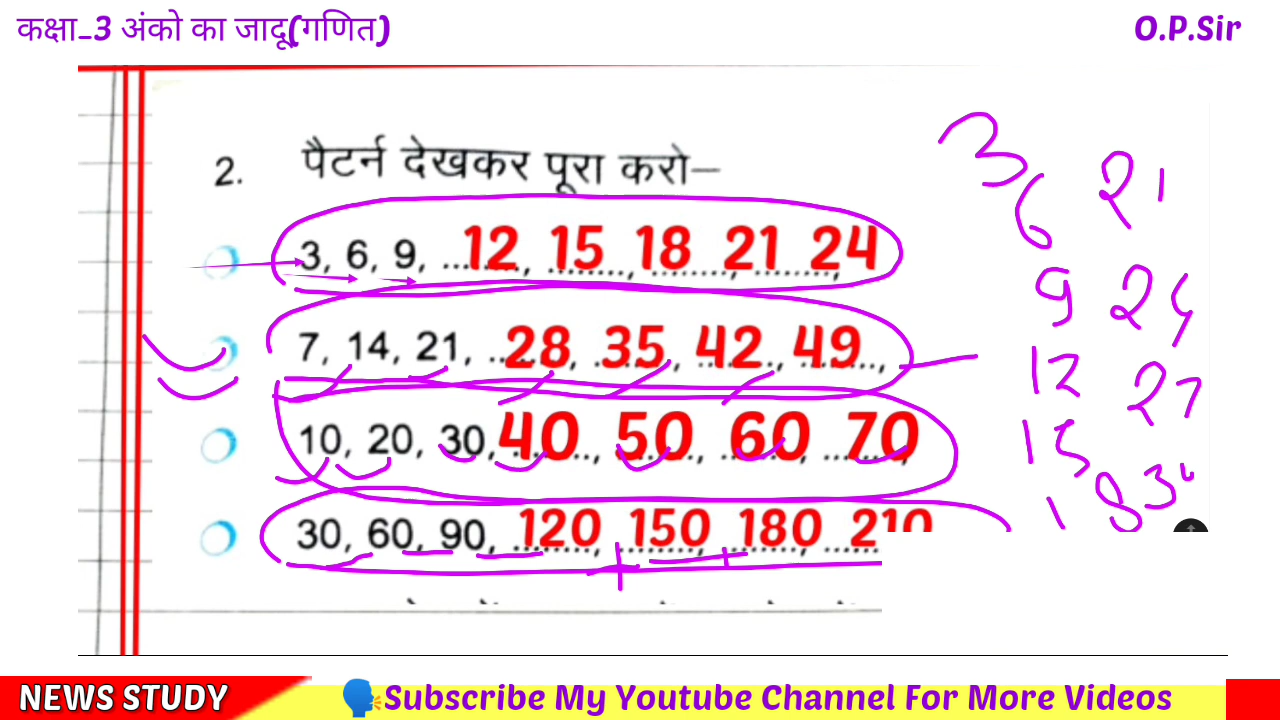 कक्षा-3 अंको का जादू(गणित)
O.P.Sir
2. पैटर्न देखकर पूरा करो–
3, 6, 9, 12, 15, 18, 21, 24
7, 14, 21, 28, 35, 42, 49,
10, 20, 30, 40, 50, 60, 70,
30, 60, 90, 120, 150, 180, 210
3
6 21
9 24
12 27
15
18
NEWS STUDY
Subscribe My Youtube Channel For More Videos